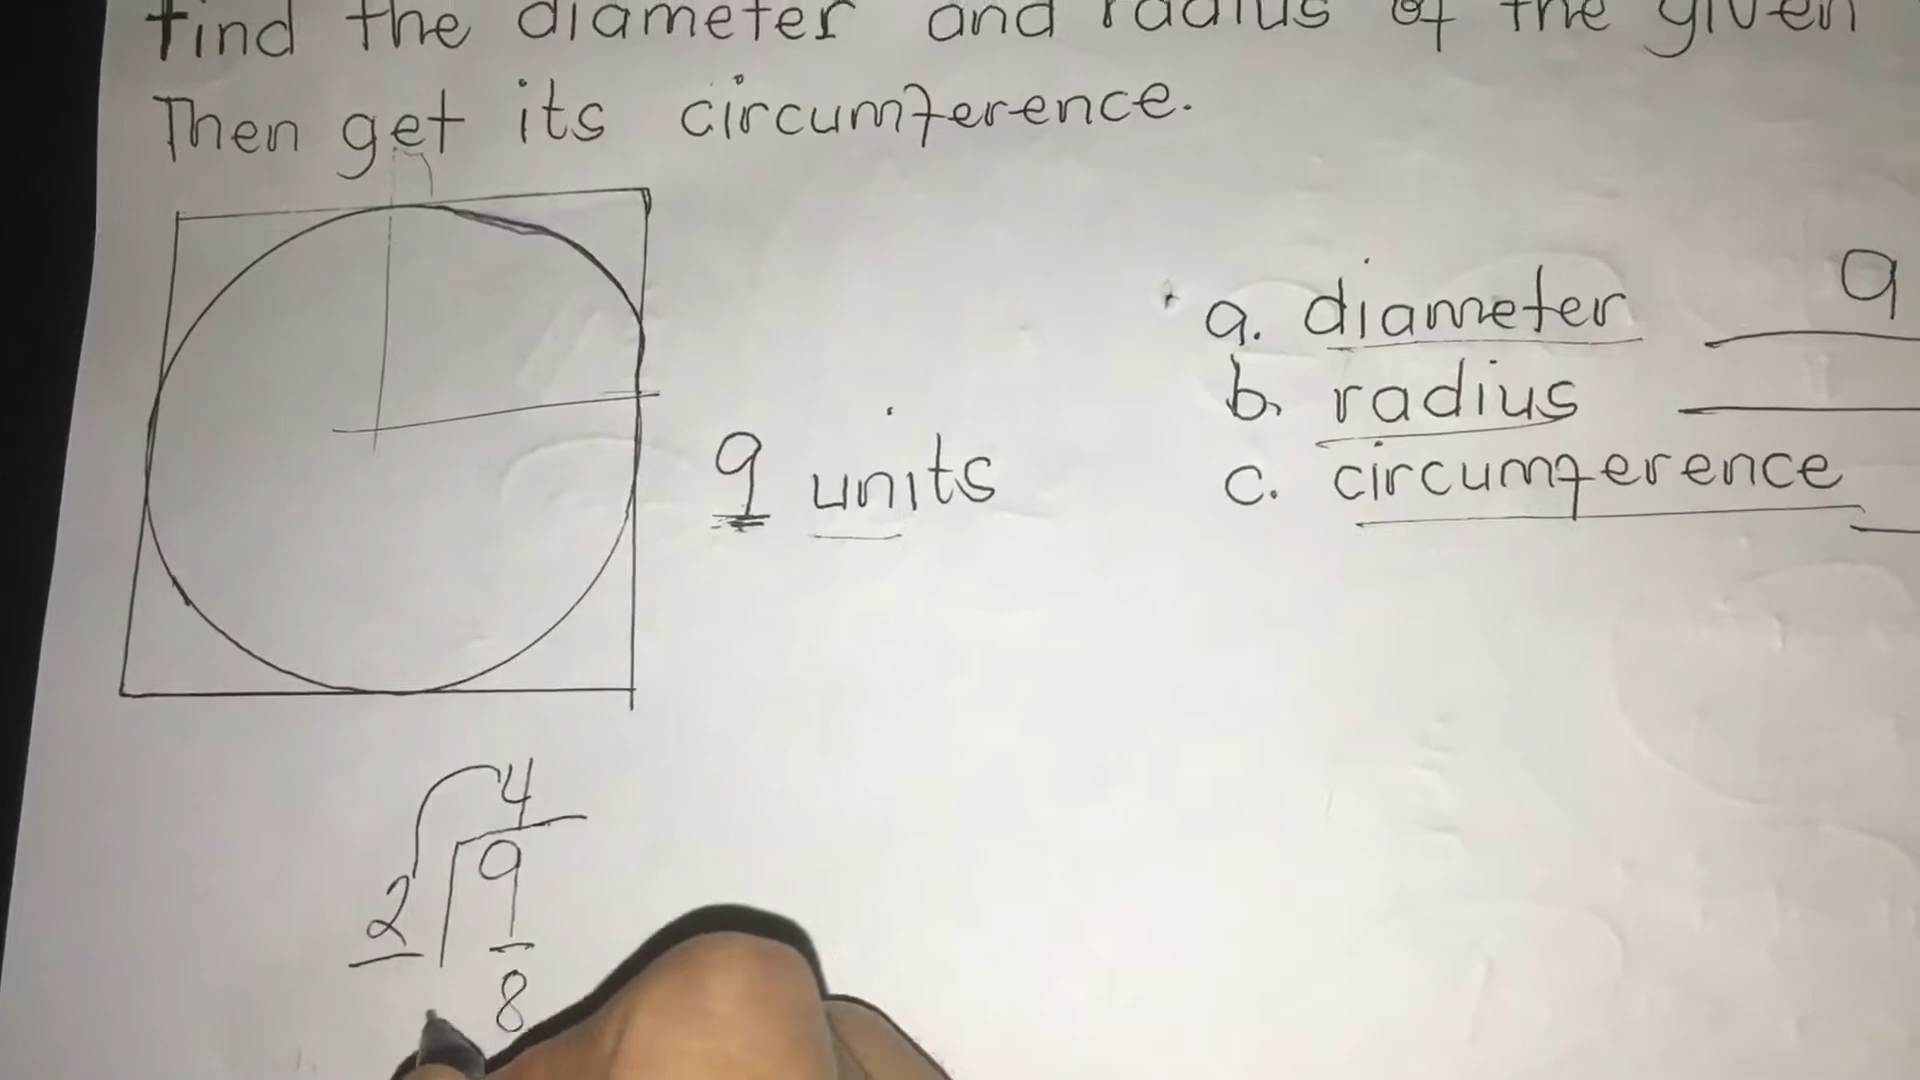 find the diameter and radius of the given
Then get its circumference.
9 units
a. diameter 9
b. radius
c. circumference
4
2 9
8